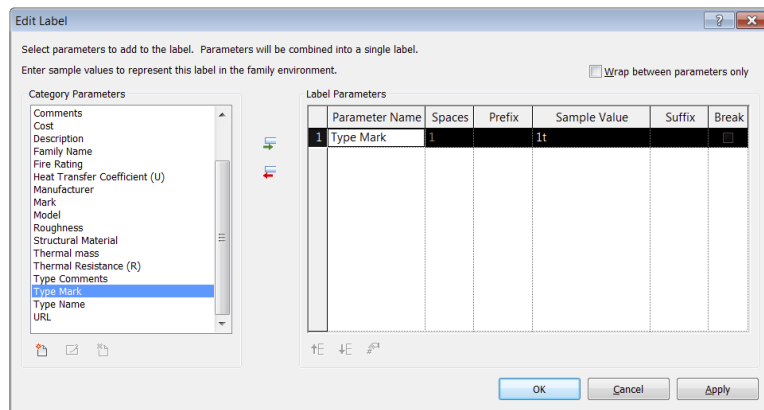 Edit Label
Select parameters to add to the label. Parameters will be combined into a single label.
Enter sample values to represent this label in the family environment.
Wrap between parameters only
Category Parameters
Label Parameters
Comments
Cost
Description
Family Name
Fire Rating
Heat Transfer Coefficient (U)
Manufacturer
Mark
Model
Roughness
Structural Material
Thermal mass
Thermal Resistance (R)
Type Comments
Type Mark
Type Name
URL
Parameter Name Spaces Prefix Sample Value Suffix Break
1 Type Mark 1 1t
OK Cancel Apply